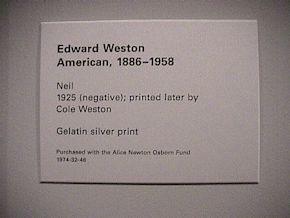 Edward Weston
American, 1886–1958
Neil
1925 (negative); printed later by
Cole Weston
Gelatin silver print
Purchased with the Alice Newton Osborn Fund
1974-32-46